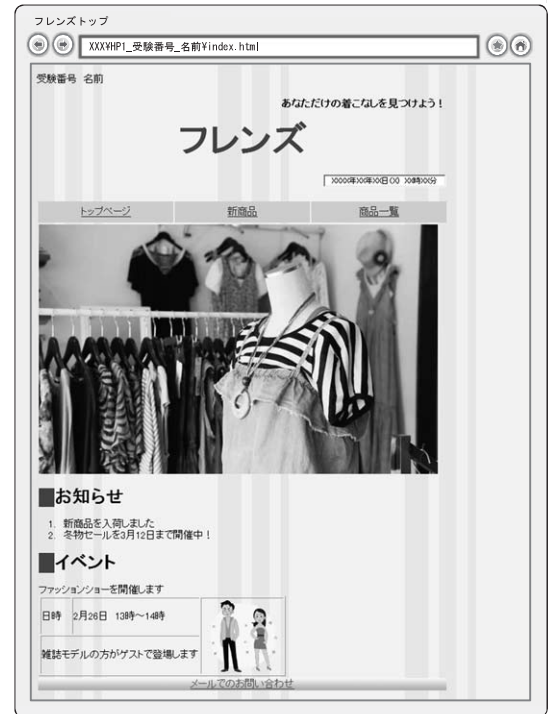 フレンズトップ
XXX¥HP1_受験番号_名前¥index.html
受験番号 名前
あなただけの着こなしを見つけよう！
フレンズ
XXXX年XX年XX日(X) XX時XX分
トップページ
新商品
商品一覧
■お知らせ
1. 新商品を入荷しました
2. 冬物セールを3月12日まで開催中！
■イベント
ファッションショーを開催します
日時 2月26日 13時～14時
雑誌モデルの方がゲストで登場します
メールでのお問い合わせ